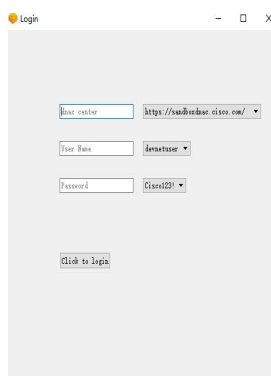 Login
dnac center https://sandboxdnac.cisco.com/
User Name devnetuser
Password Cisco123!
Click to login